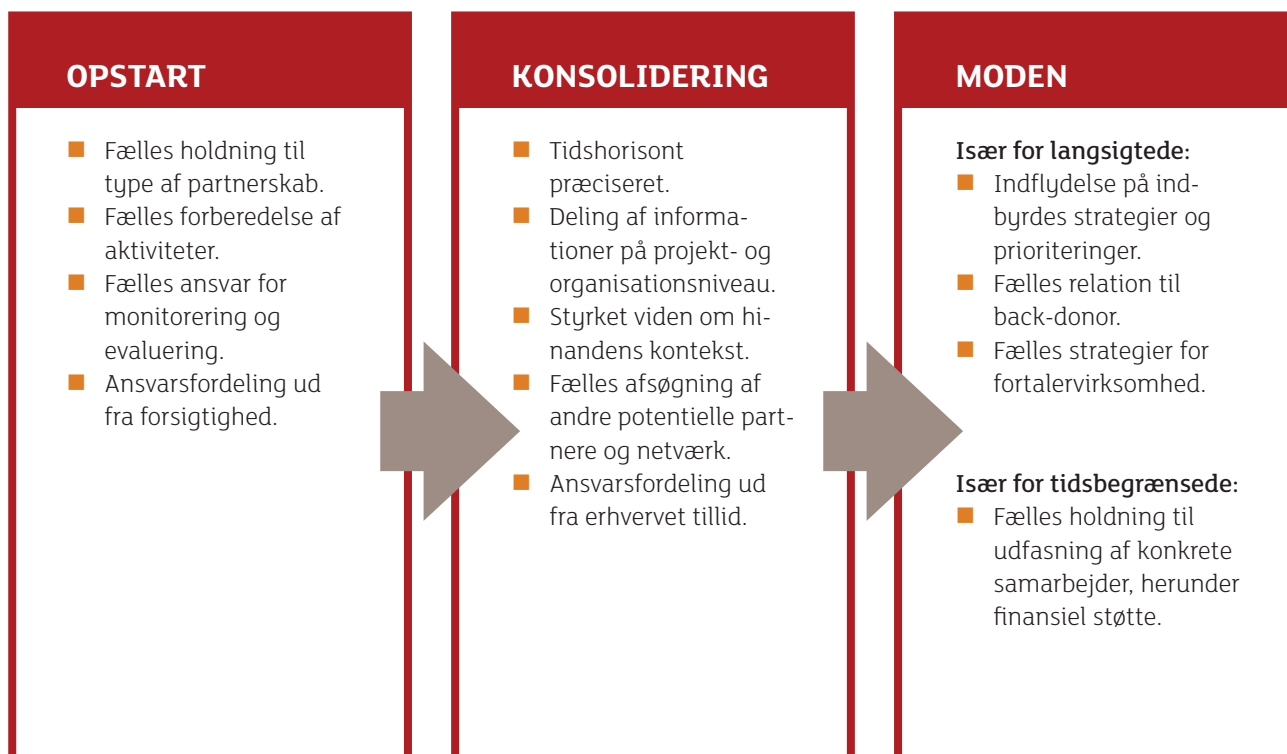 OPSTART
Fælles holdning til
type af partnerskab.
Fælles forberedelse af
aktiviteter.
Fælles ansvar for
monitorering og
evaluering.
Ansvarsfordeling ud
fra forsigtighed.
KONSOLIDERING
Tidshorisont
præciseret.
Deling af informa-
tioner på projekt- og
organisationsniveau.
Styrket viden om hi-
nandens kontekst.
Fælles afsøgning af
andre potentielle part-
nere og netværk.
Ansvarsfordeling ud
fra erhvervet tillid.
MODEN
Især for langsigtede:
Indflydelse på ind-
byrdes strategier og
prioriteringer.
Fælles relation til
back-donor.
Fælles strategier for
fortalervirksomhed.
Især for tidsbegrænsede:
Fælles holdning til
udfasning af konkrete
samarbejder, herunder
finansiel støtte.